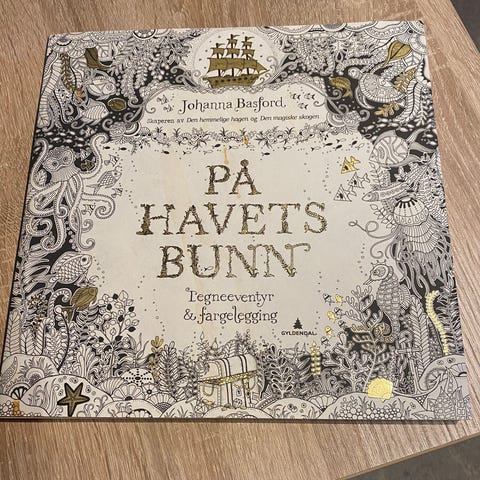 Johanna Basford
Skaperen av Den hemmelige hagen og Den magiske skogen
PÅ
HAVETS
BUNN
Tegneeventyr
& fargelegging
GYLDENDAL